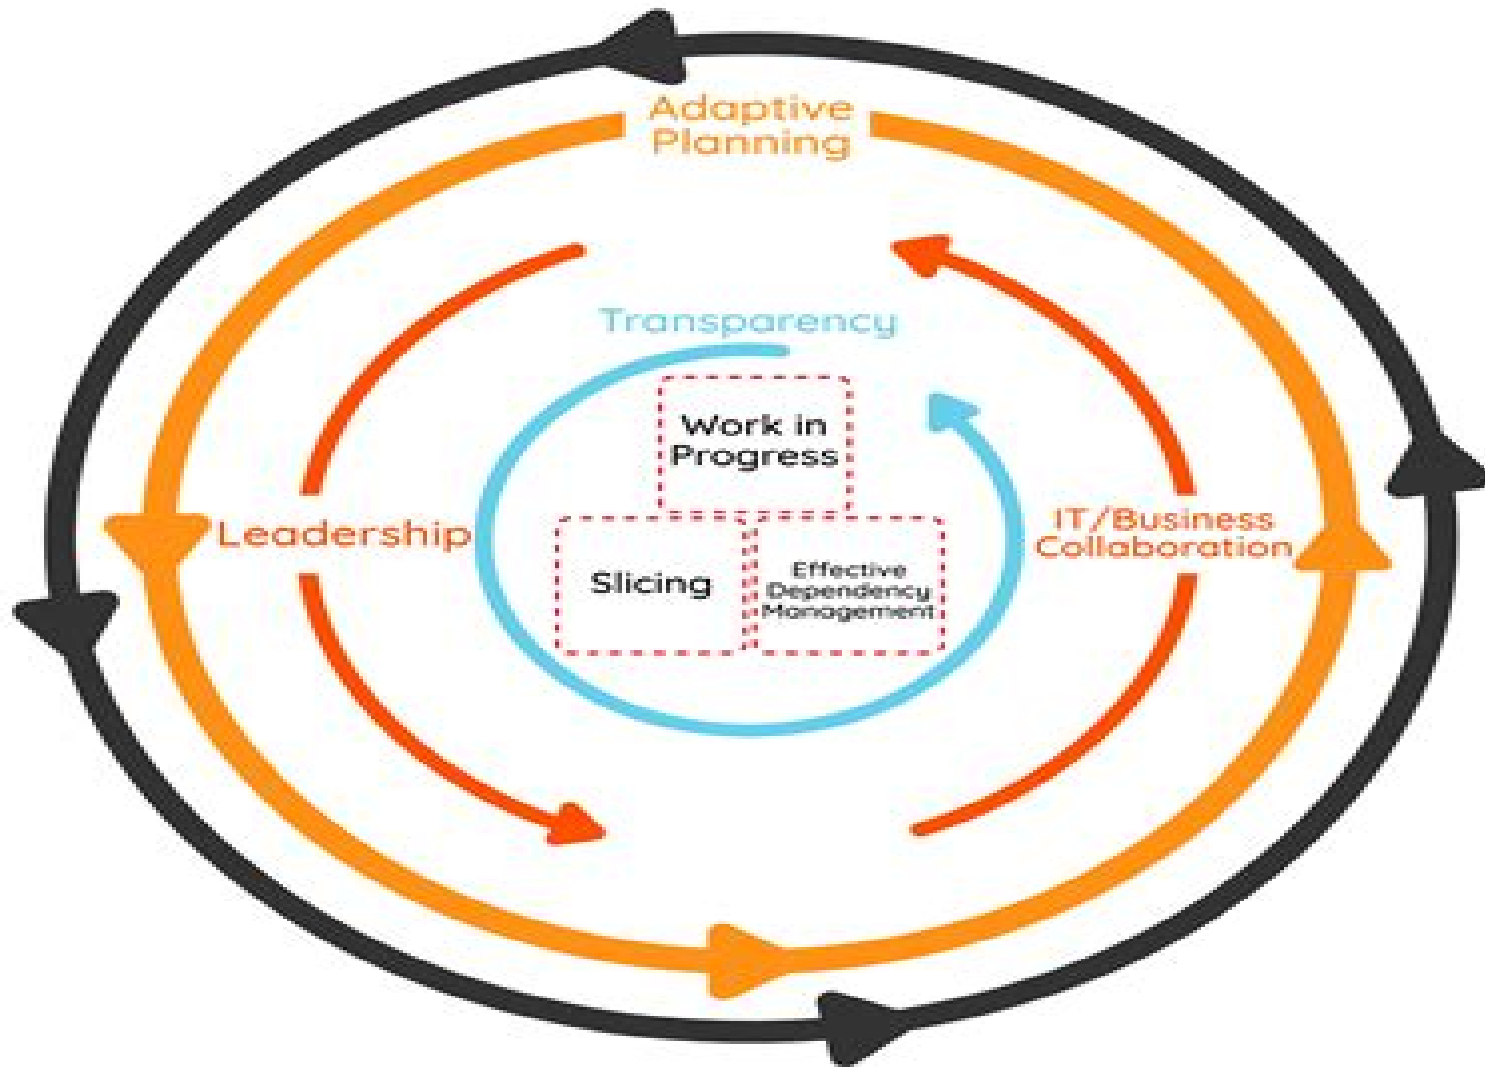 Adaptive
Planning
Transparency
Work in
Progress
Leadership
IT/Business
Collaboration
Slicing
Effective
Dependency
Management